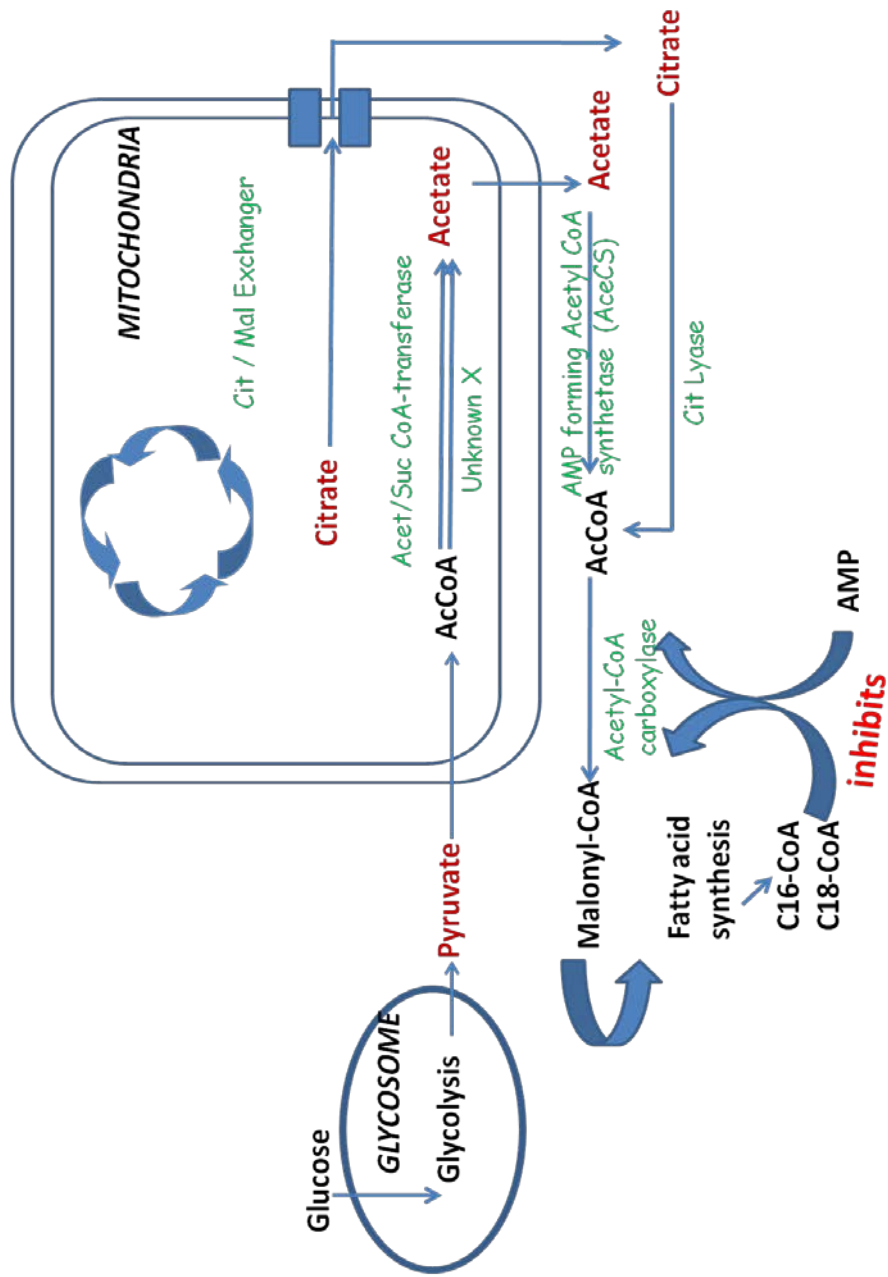 Glucose
GLYCOSOME
Glycolysis
Pyruvate
MITOCHONDRIA
Cit / Mal Exchanger
Citrate
Acet/Suc CoA-transferase
AcCoA
Acetate
Unknown X
Malonyl-CoA
Acetyl-CoA
carboxylase
AcCoA
AMP forming Acetyl CoA
synthetase (AceCS)
Acetate
Cit Lyase
Citrate
Fatty acid
synthesis
C16-CoA
C18-CoA
AMP
inhibits